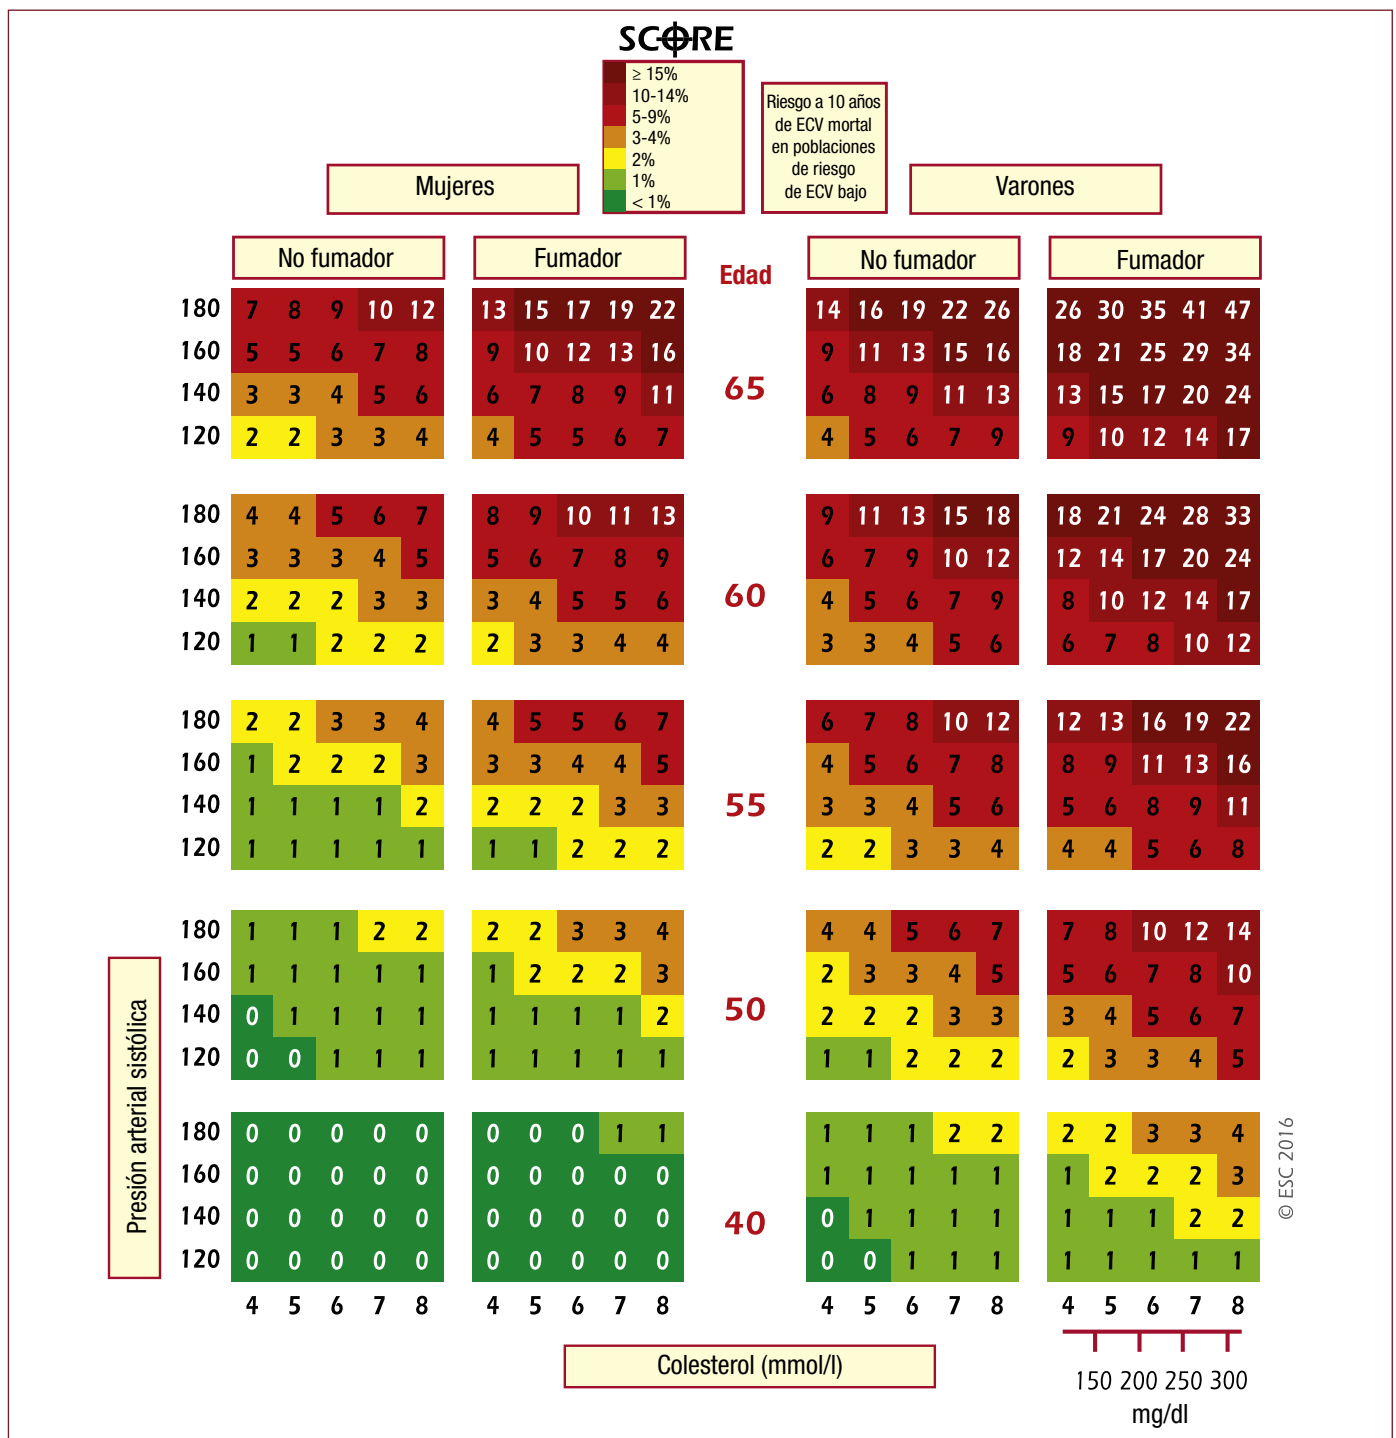 SCORE
≥ 15%
10-14%
5-9%
3-4%
2%
1%
< 1%
Riesgo a 10 años
de ECV mortal
en poblaciones
de riesgo
de ECV bajo
Mujeres
Varones
No fumador
Fumador
Edad
No fumador
Fumador
180 7 8 9 10 12 13 15 17 19 22 14 16 19 22 26 26 30 35 41 47
160 5 5 6 7 8 9 10 12 13 16 9 11 13 15 16 18 21 25 29 34
65
140 3 3 4 5 6 6 7 8 9 11 6 8 9 11 13 13 15 17 20 24
120 2 2 3 3 4 4 5 5 6 7 4 5 6 7 9 9 10 12 14 17
180 4 4 5 6 7 8 9 10 11 13 9 11 13 15 18 18 21 24 28 33
160 3 3 3 4 5 5 6 7 8 9 6 7 9 10 12 12 14 17 20 24
60
140 2 2 2 3 3 3 4 5 5 6 4 5 6 7 9 8 10 12 14 17
120 1 1 2 2 2 2 3 3 4 4 3 3 4 5 6 6 7 8 10 12
180 2 2 3 3 4 4 5 5 6 7 6 7 8 10 12 12 13 16 19 22
160 1 2 2 2 3 3 3 4 4 5 4 5 6 7 8 8 9 11 13 16
55
140 1 1 1 1 2 2 2 2 3 3 3 3 4 5 6 5 6 8 9 11
120 1 1 1 1 1 1 1 2 2 2 2 2 3 3 4 4 4 5 6 8
180 1 1 1 2 2 2 2 3 3 4 4 4 5 6 7 7 8 10 12 14
160 1 1 1 1 1 1 2 2 2 3 2 3 3 4 5 5 6 7 8 10
50
140 0 1 1 1 1 1 1 1 1 2 2 2 2 3 3 3 4 5 6 7
120 0 0 1 1 1 1 1 1 1 1 1 1 2 2 2 2 3 3 4 5
180 0 0 0 0 0 0 0 0 1 1 1 1 1 2 2 2 2 3 3 4
160 0 0 0 0 0 0 0 0 0 0 1 1 1 1 1 1 2 2 2 3
40
140 0 0 0 0 0 0 0 0 0 0 0 1 1 1 1 1 1 1 2 2
120 0 0 0 0 0 0 0 0 0 0 0 0 1 1 1 1 1 1 1 1
4 5 6 7 8 4 5 6 7 8 4 5 6 7 8 4 5 6 7 8
Presión arterial sistólica
Colesterol (mmol/l)
150 200 250 300
mg/dl
© ESC 2016